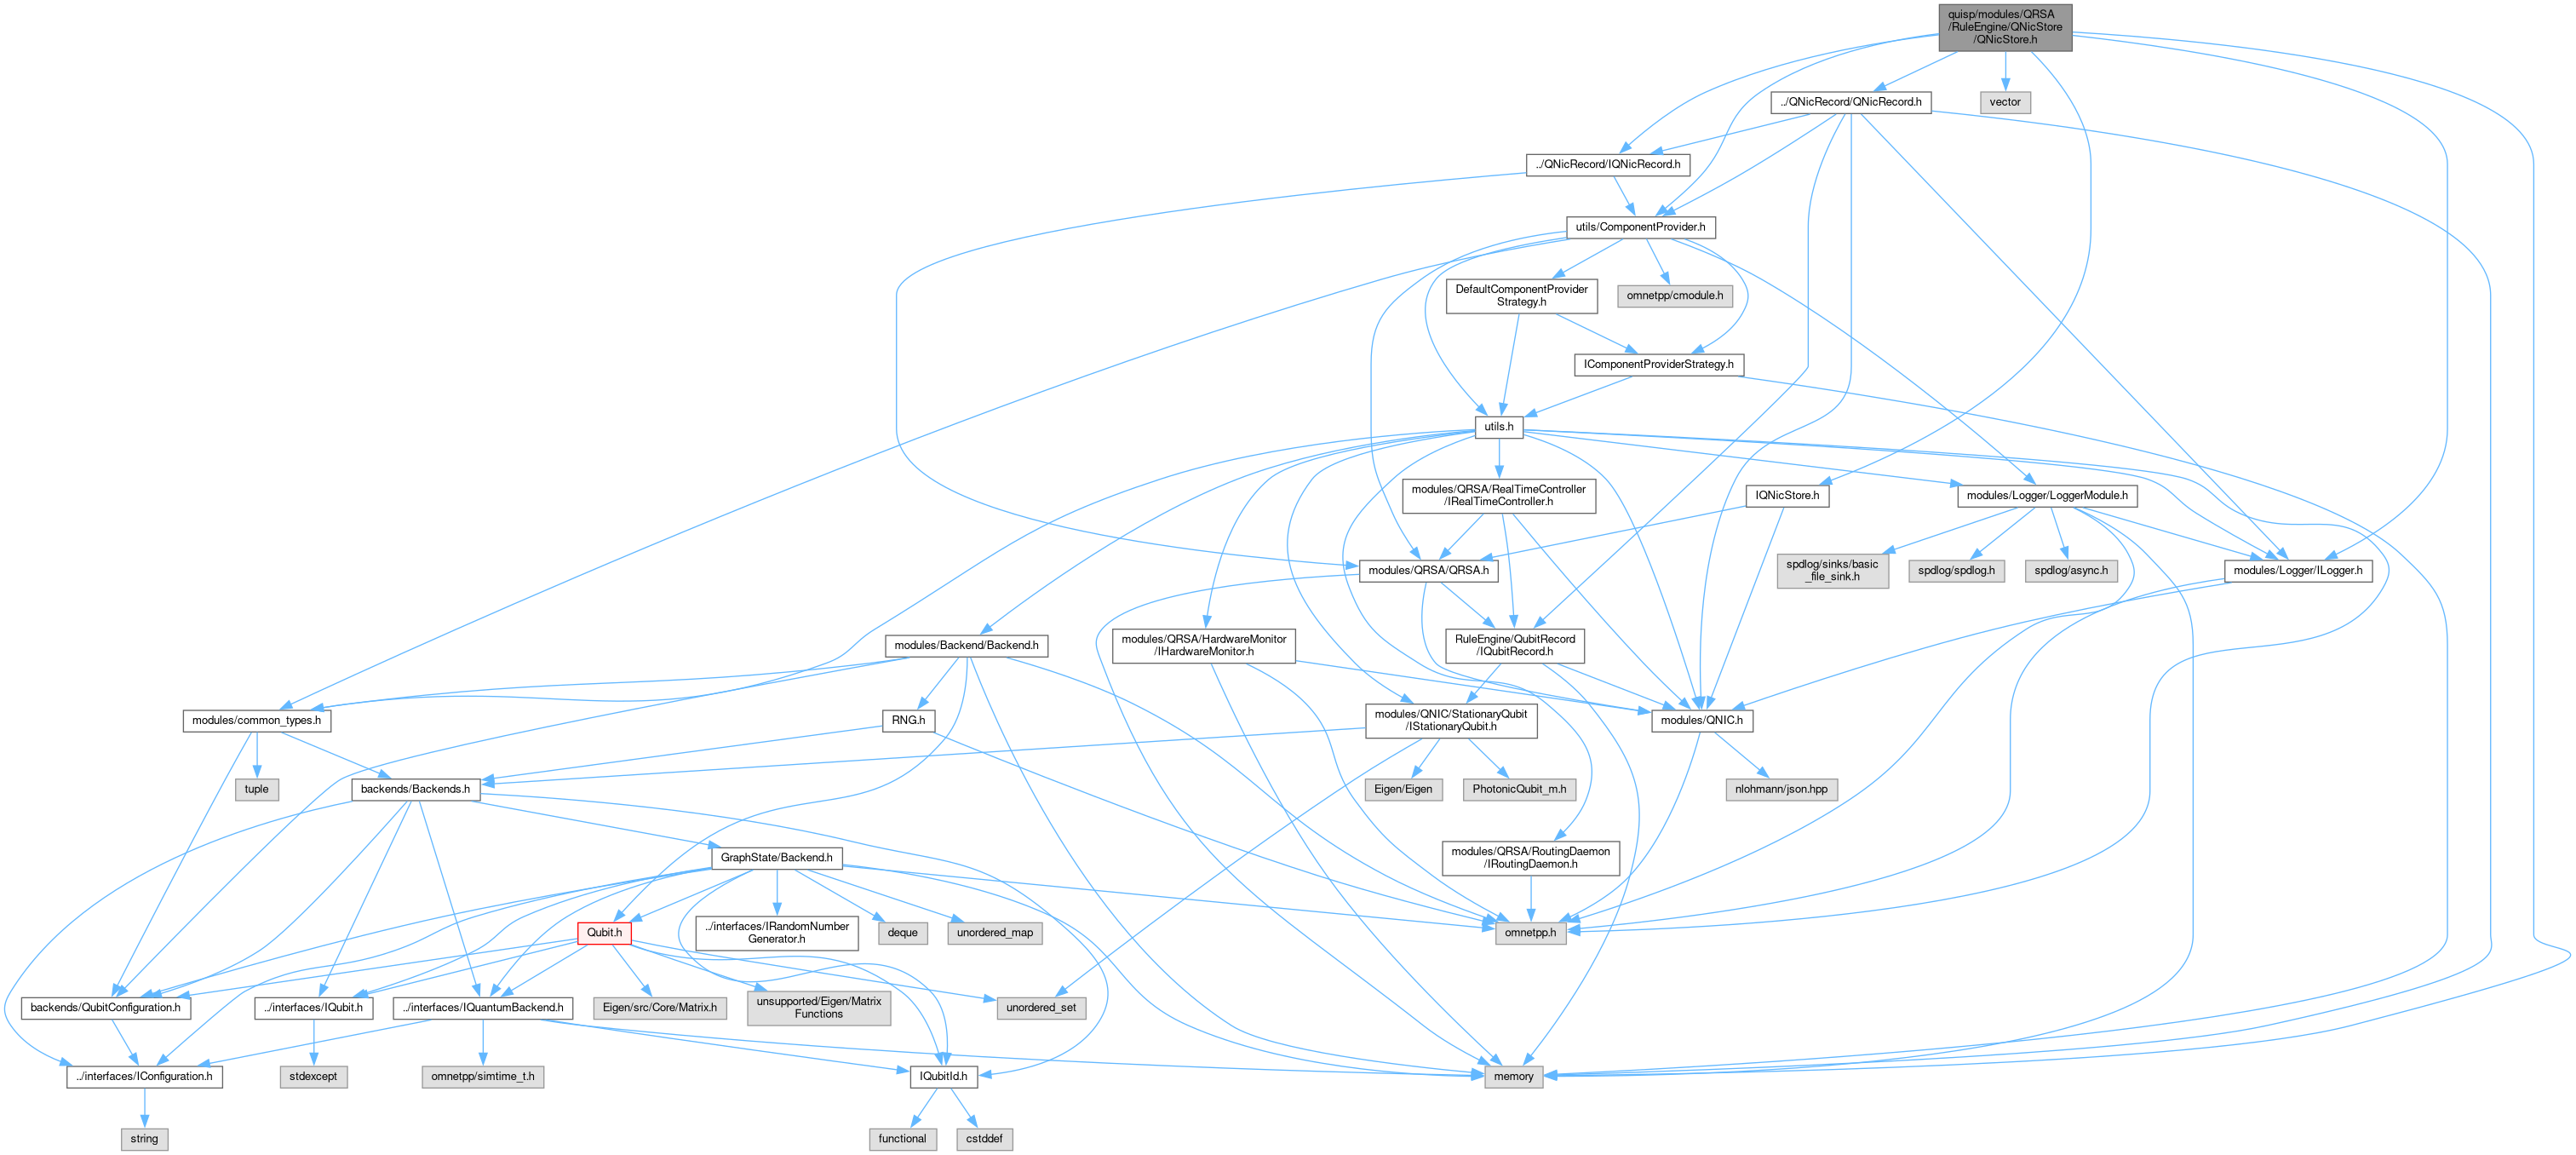 quisp/modules/QRSA
/RuleEngine/QNicStore
/QNicStore.h
../QNicRecord/QNicRecord.h
vector
../QNicRecord/IQNicRecord.h
utils/ComponentProvider.h
DefaultComponentProvider
Strategy.h
omnetpp/cmodule.h
IComponentProviderStrategy.h
utils.h
modules/QRSA/RealTimeController
/IRealTimeController.h
IQNicStore.h
modules/Logger/LoggerModule.h
modules/QRSA/QRSA.h
spdlog/sinks/basic
_file_sink.h
spdlog/spdlog.h
spdlog/async.h
modules/Logger/ILogger.h
modules/Backend/Backend.h
modules/QRSA/HardwareMonitor
/IHardwareMonitor.h
RuleEngine/QubitRecord
/IQubitRecord.h
modules/common_types.h
RNG.h
modules/QNIC/StationaryQubit
/IStationaryQubit.h
modules/QNIC.h
tuple
backends/Backends.h
Eigen/Eigen
PhotonicQubit_m.h
nlohmann/json.hpp
GraphState/Backend.h
modules/QRSA/RoutingDaemon
/IRoutingDaemon.h
Qubit.h
../interfaces/IRandomNumber
Generator.h
deque
unordered_map
omnetpp.h
backends/QubitConfiguration.h
../interfaces/IQubit.h
../interfaces/IQuantumBackend.h
Eigen/src/Core/Matrix.h
unsupported/Eigen/Matrix
Functions
unordered_set
../interfaces/IConfiguration.h
stdexcept
omnetpp/simtime_t.h
IQubitId.h
memory
string
functional
cstddef